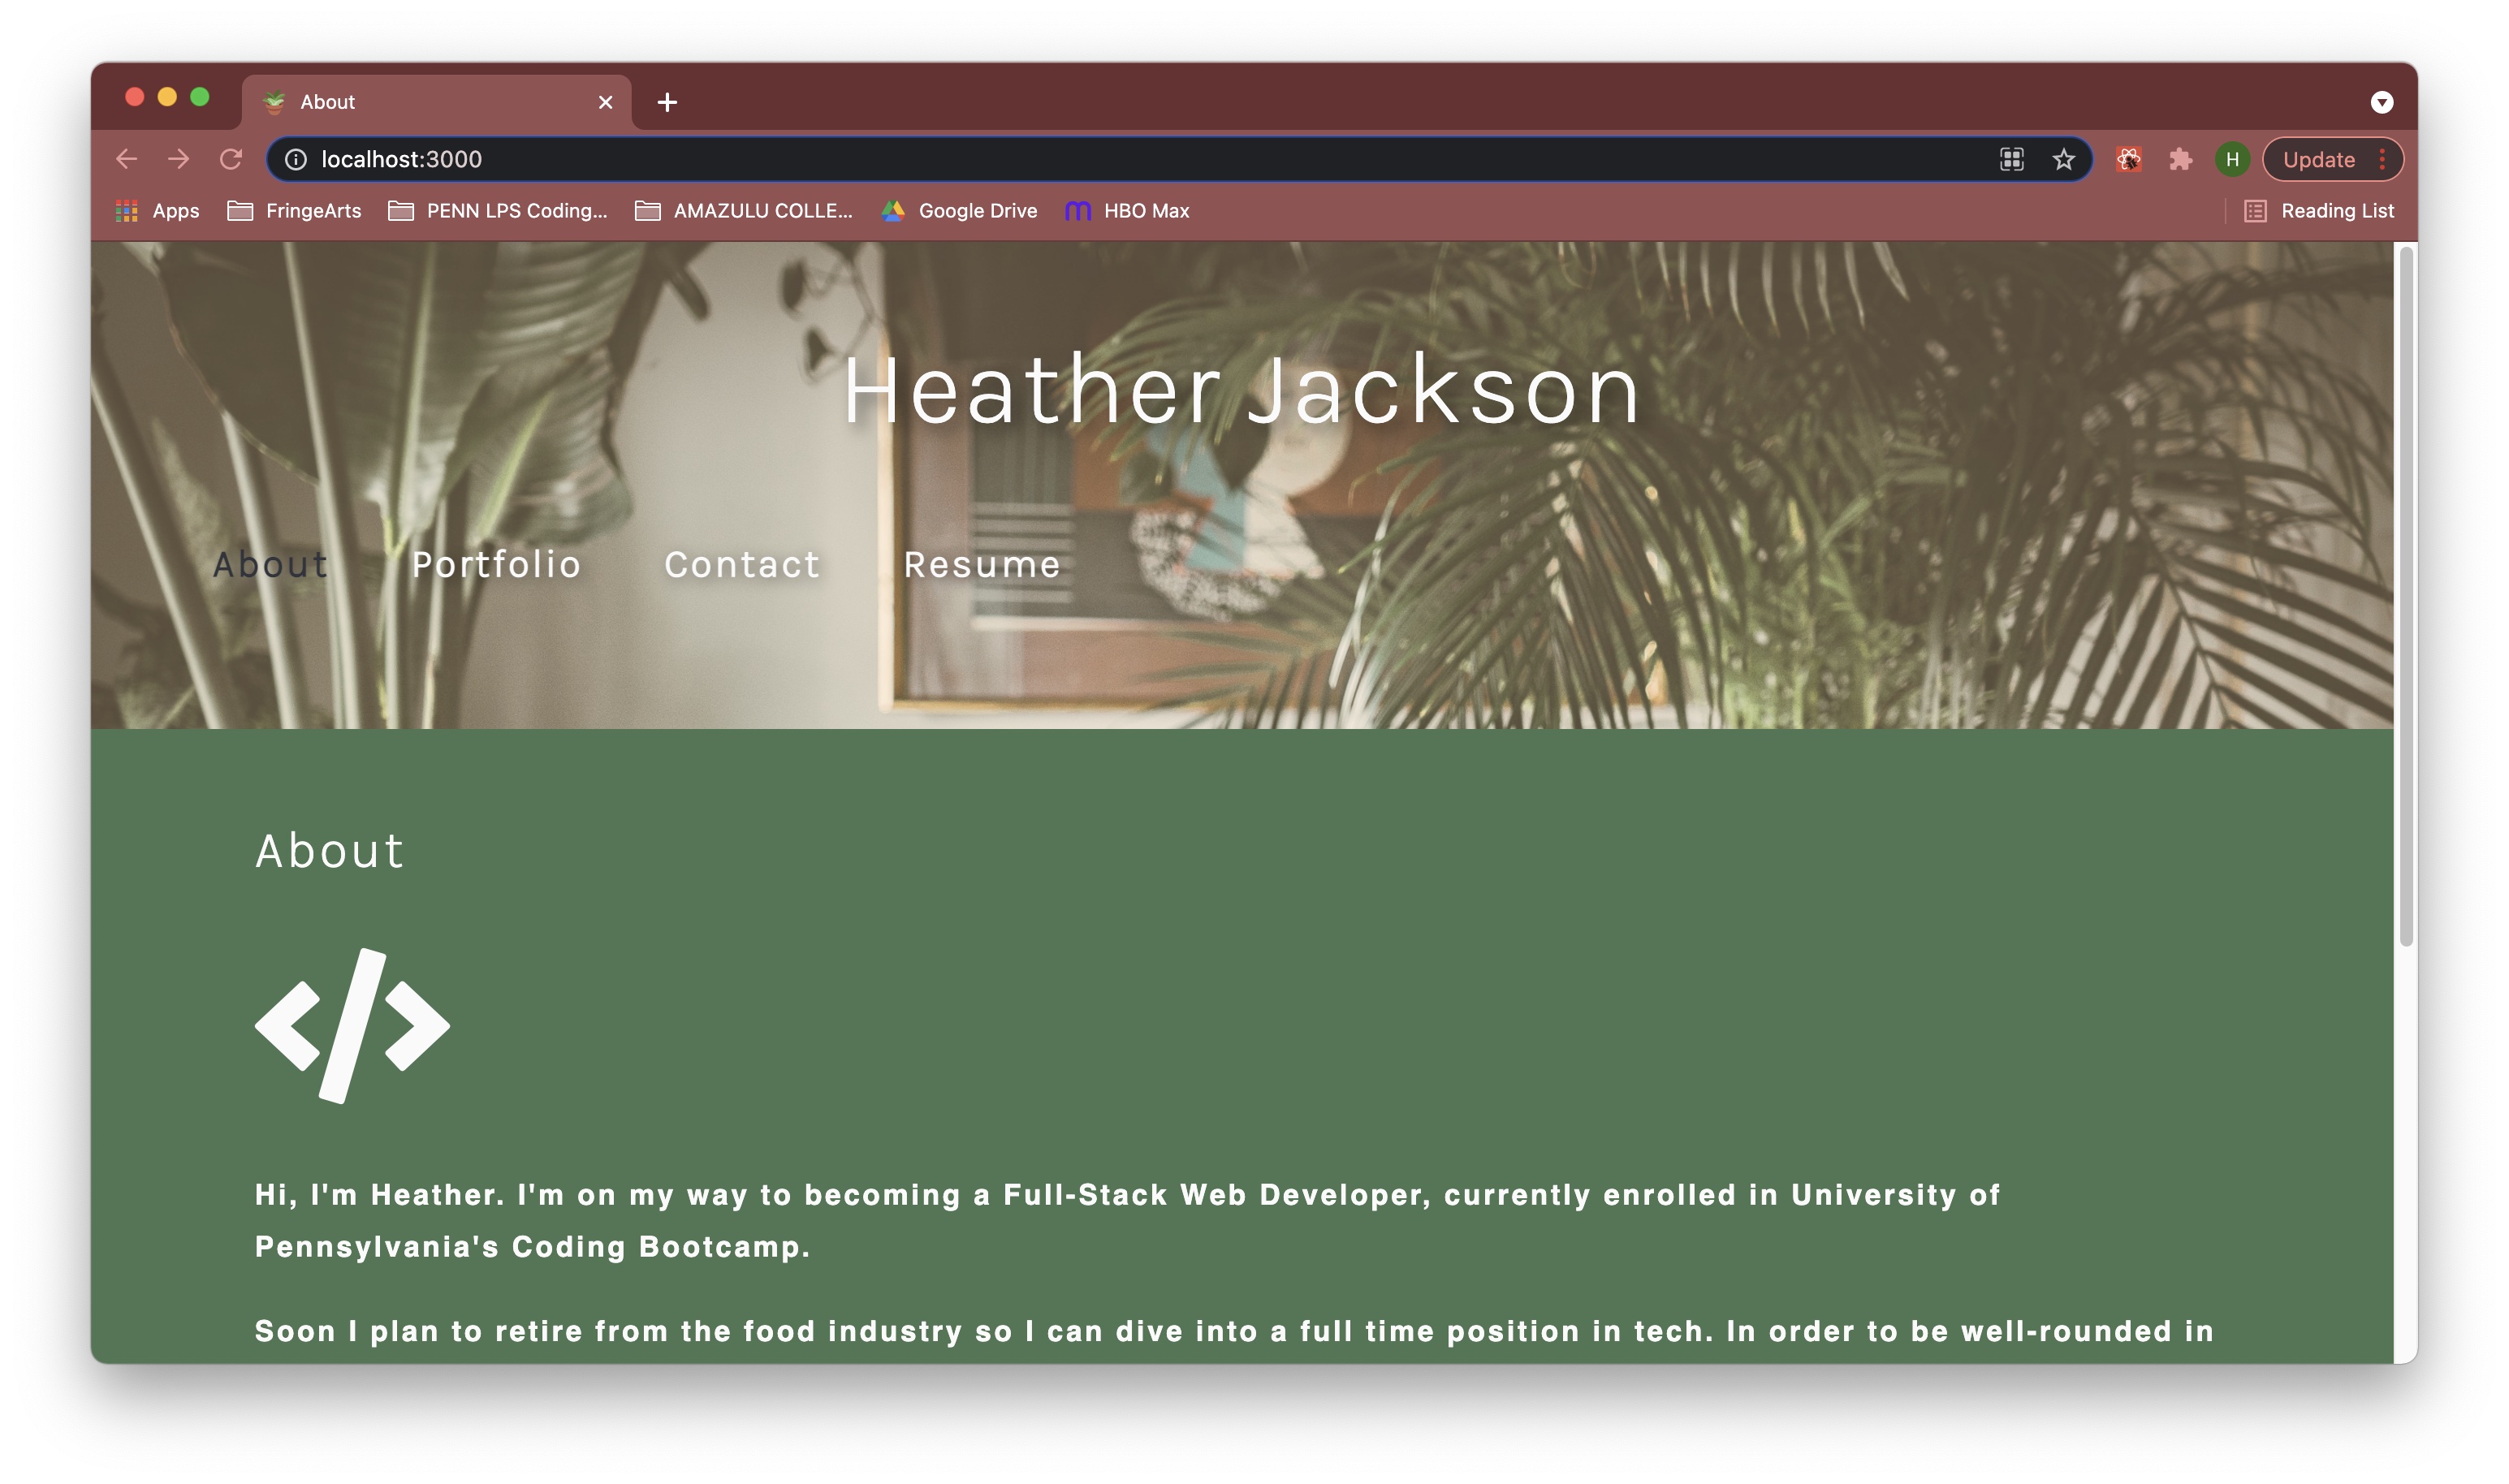 About
localhost:3000
H
Update
Apps
FringeArts
PENN LPS Coding...
AMAZULU COLLE...
Google Drive
HBO Max
Reading List
Heather Jackson
About Portfolio Contact Resume
About
</>
Hi, I'm Heather. I'm on my way to becoming a Full-Stack Web Developer, currently enrolled in University of
Pennsylvania's Coding Bootcamp.
Soon I plan to retire from the food industry so I can dive into a full time position in tech. In order to be well-rounded in